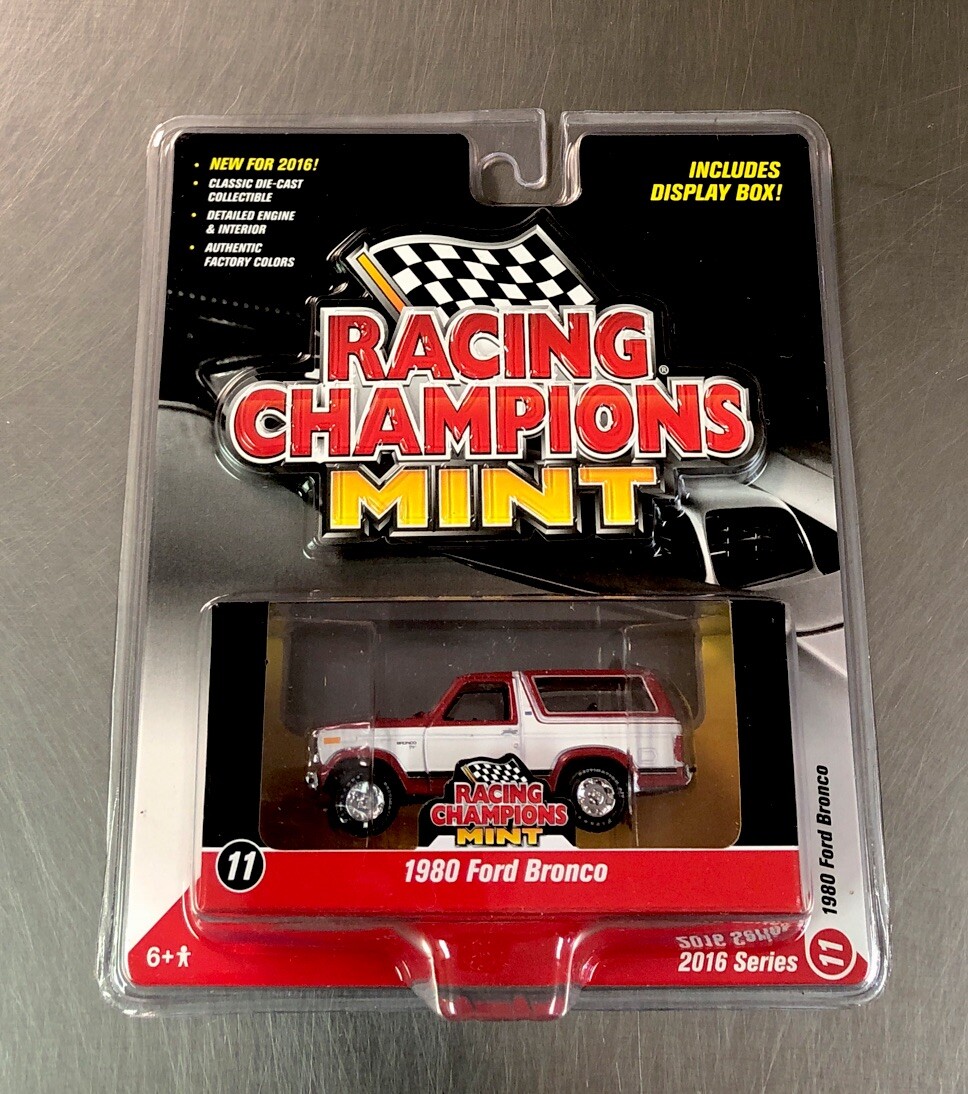 • NEW FOR 2016!
• CLASSIC DIE-CAST
COLLECTIBLE
• DETAILED ENGINE
& INTERIOR
• AUTHENTIC
FACTORY COLORS
INCLUDES
DISPLAY BOX!
RACING
CHAMPIONS®
MINT
BRONCO
RACING
CHAMPIONS
MINT
11
1980 Ford Bronco
6+
2016 Series
2016 Series
11
1980 Ford Bronco